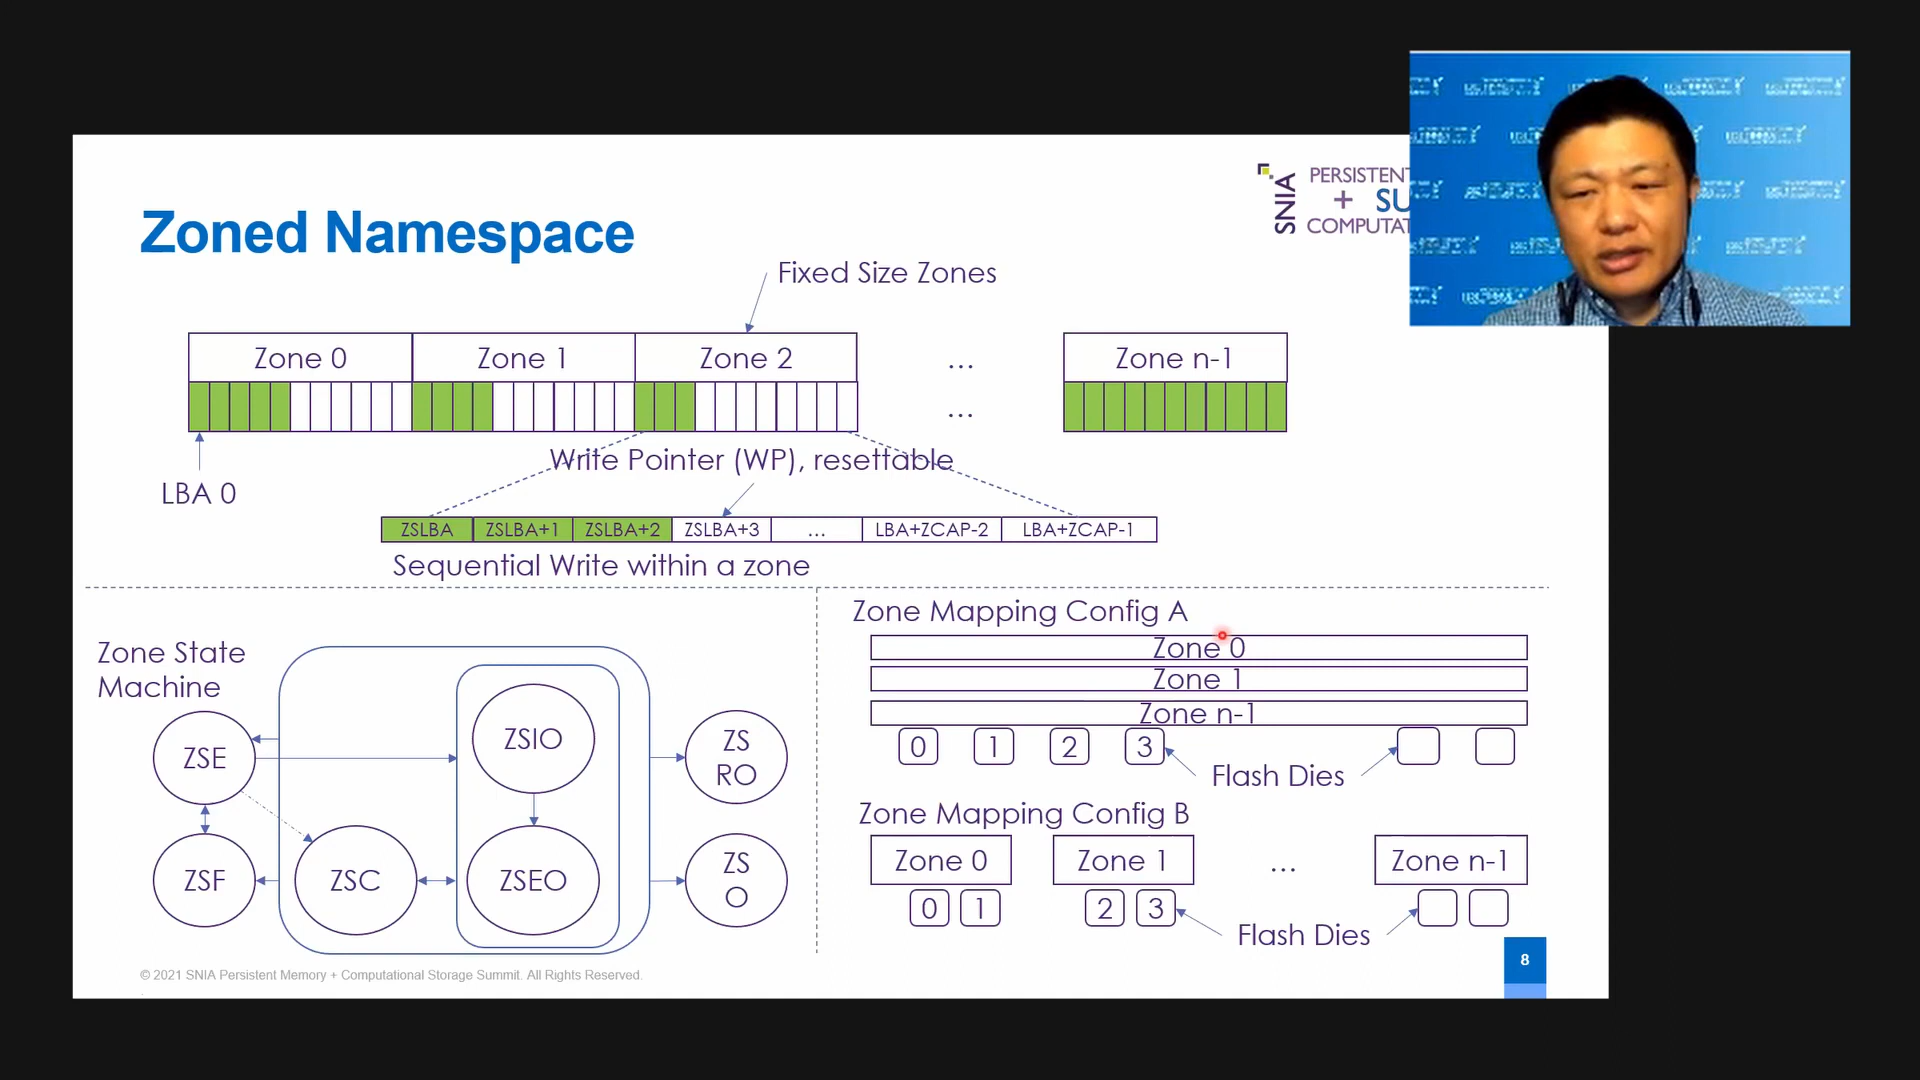 Zoned Namespace
SNIA
PERSISTENT
+ SU
COMPUTAT
Fixed Size Zones
Zone 0 Zone 1 Zone 2 ... Zone n-1
...
Write Pointer (WP), resettable
LBA 0
ZSLBA ZSLBA+1 ZSLBA+2 ZSLBA+3 ... LBA+ZCAP-2 LBA+ZCAP-1
Sequential Write within a zone
Zone State
Machine
ZSE
ZSIO
ZS
RO
ZSF
ZSC
ZSEO
ZS
O
Zone Mapping Config A
Zone 0
Zone 1
Zone n-1
0 1 2 3
Flash Dies
Zone Mapping Config B
Zone 0 Zone 1 ... Zone n-1
0 1 2 3
Flash Dies
© 2021 SNIA Persistent Memory + Computational Storage Summit. All Rights Reserved.
8